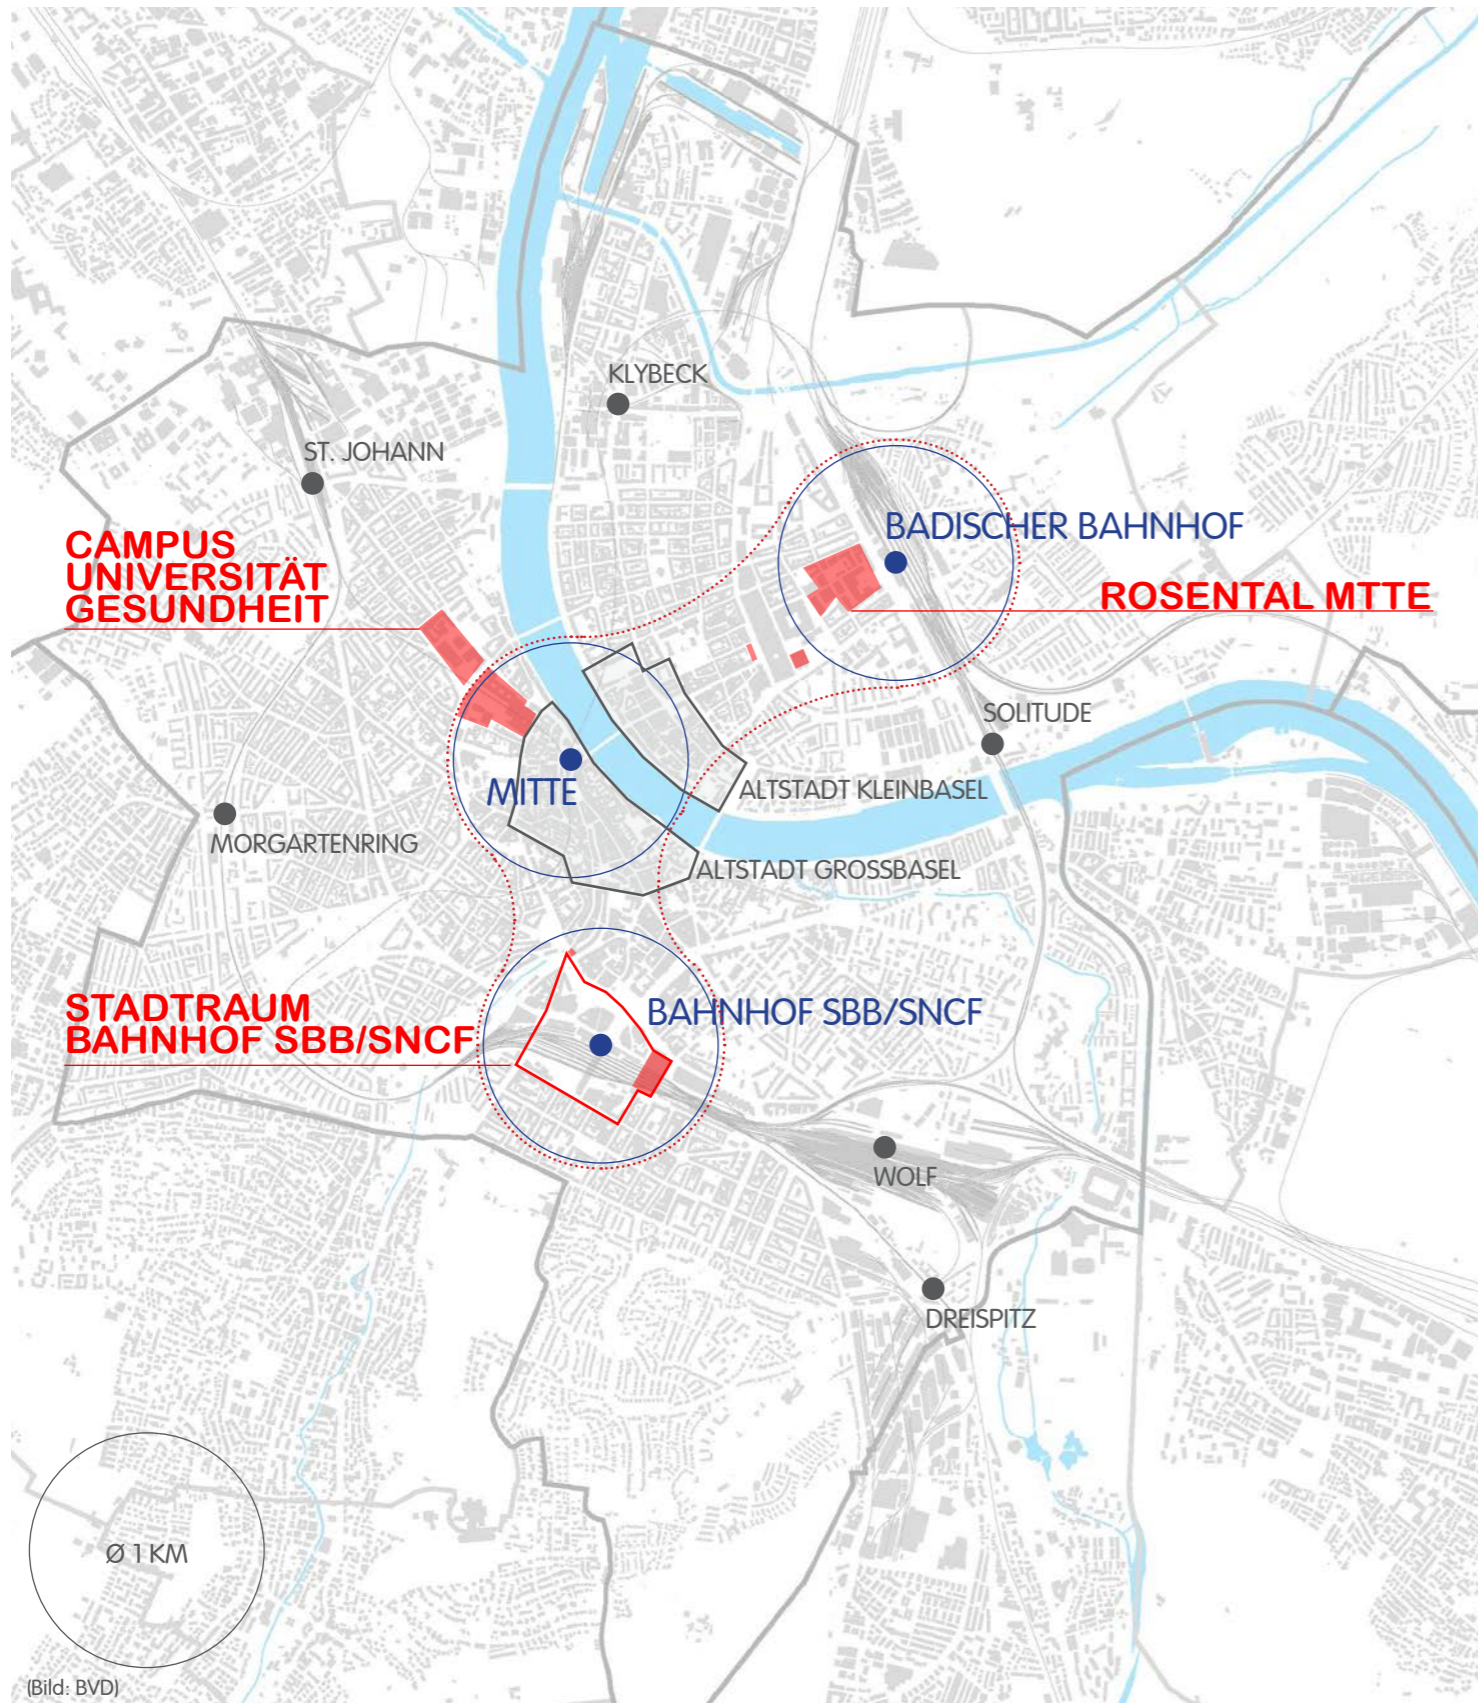 KLYBECK
ST. JOHANN
CAMPUS
UNIVERSITÄT
GESUNDHEIT
BADISCHER BAHNHOF
ROSENTAL MTTE
SOLITUDE
MITTE
ALTSTADT KLEINBASEL
MORGARTENRING
ALTSTADT GROSSBASEL
STADTRAUM
BAHNHOF SBB/SNCF
BAHNHOF SBB/SNCF
WOLF
DREISPITZ
Ø 1 KM
(Bild: BVD)